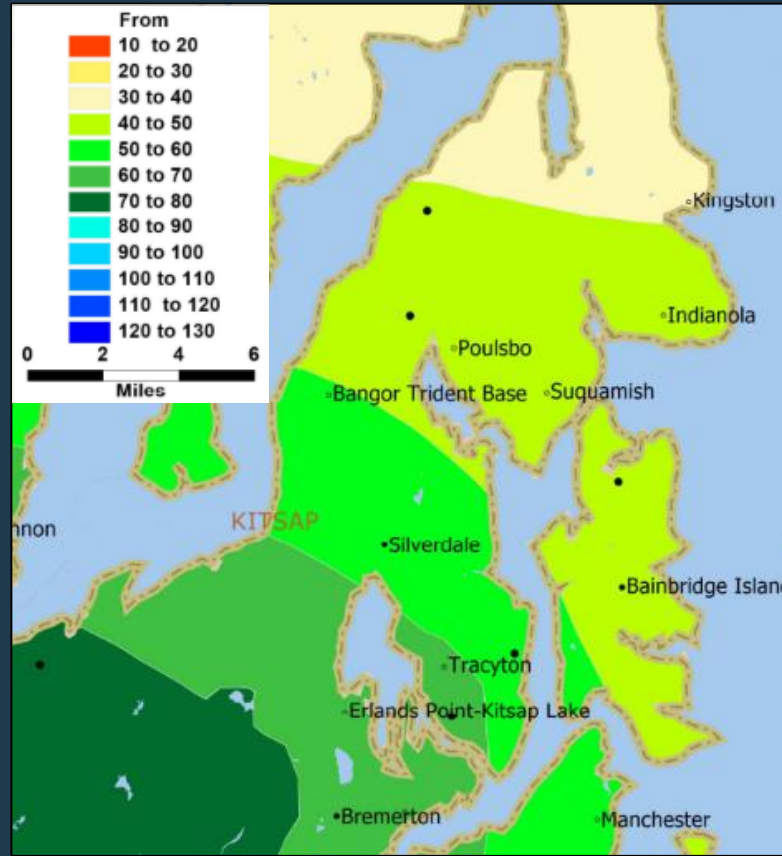 From
10 to 20
20 to 30
30 to 40
40 to 50
50 to 60
60 to 70
70 to 80
80 to 90
90 to 100
100 to 110
110 to 120
120 to 130
0 2 4 6
Miles
Kingston
Indianola
Poulsbo
Bangor Trident Base
Suquamish
KITSAP
nnon
Silverdale
Bainbridge Island
Tracyton
Erlands Point-Kitsap Lake
Bremerton
Manchester